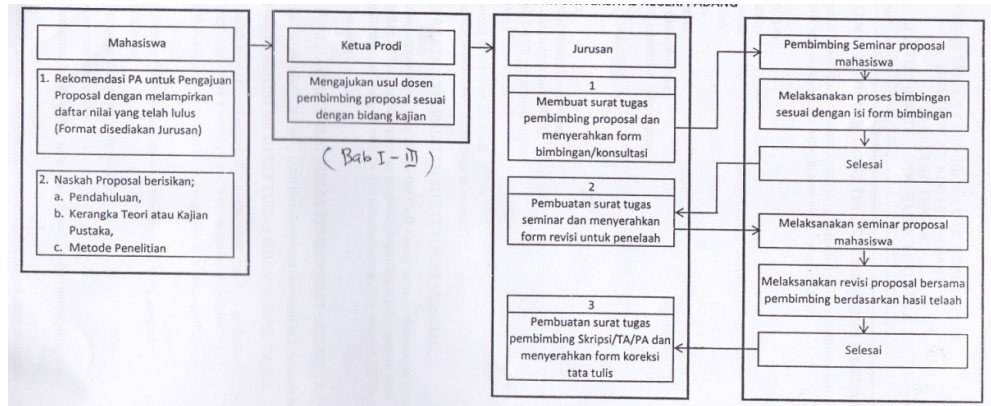 NEGERI PADANG
Mahasiswa
1. Rekomendasi PA untuk Pengajuan
Proposal dengan melampirkan
daftar nilai yang telah lulus
(Format disediakan Jurusan)
2. Naskah Proposal berisikan;
a. Pendahuluan,
b. Kerangka Teori atau Kajian
Pustaka,
c. Metode Penelitian
Ketua Prodi
Mengajukan usul dosen
pembimbing proposal sesuai
dengan bidang kajian
(Bab I - III)
Jurusan
1
Membuat surat tugas
pembimbing proposal dan
menyerahkan form
bimbingan/konsultasi
2
Pembuatan surat tugas
seminar dan menyerahkan
form revisi untuk penelaah
3
Pembuatan surat tugas
pembimbing Skripsi/TA/PA dan
menyerahkan form koreksi
tata tulis
Pembimbing Seminar proposal
mahasiswa
Melaksanakan proses bimbingan
sesuai dengan isi form bimbingan
Selesai
Melaksanakan seminar proposal
mahasiswa
Melaksanakan revisi proposal bersama
pembimbing berdasarkan hasil telaah
Selesai